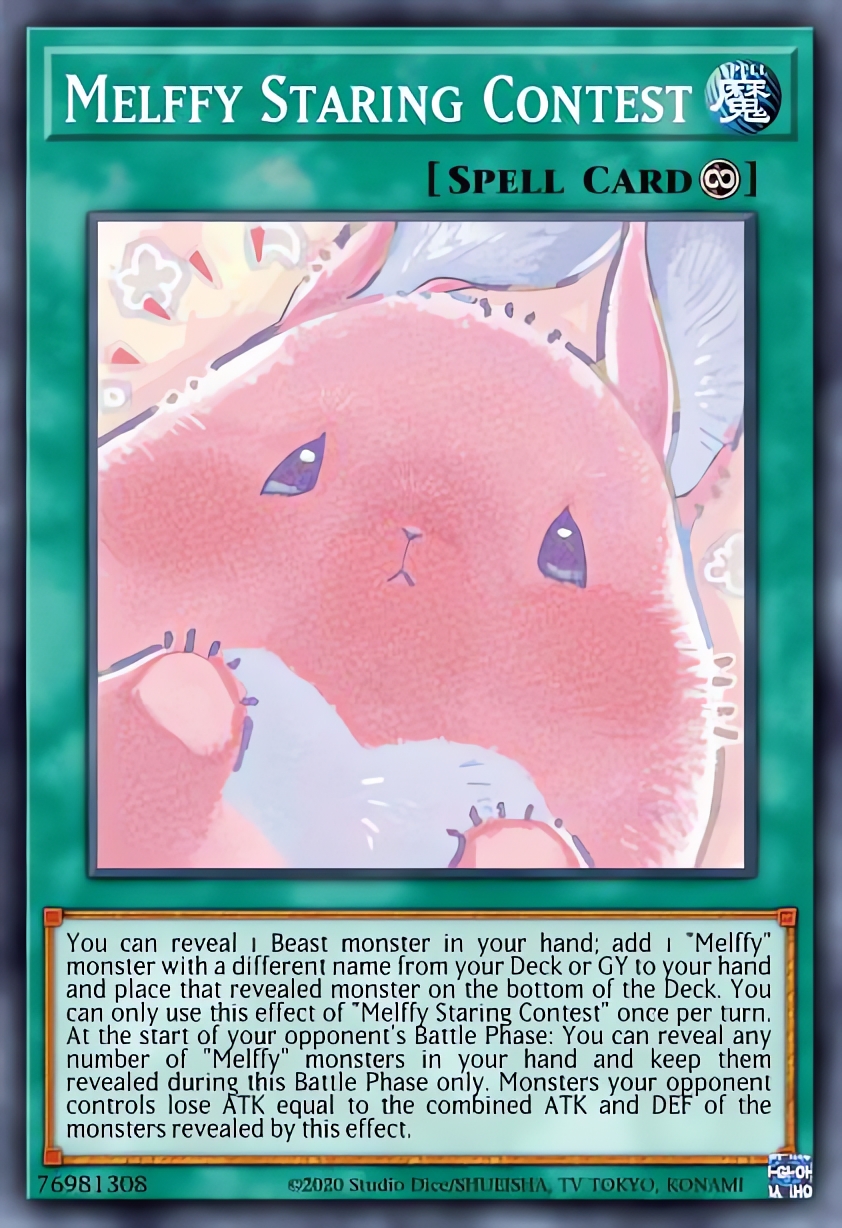 MELFFY STARING CONTEST
魔
[SPELL CARD∞]
You can reveal 1 Beast monster in your hand; add 1 "Melffy"
monster with a different name from your Deck or GY to your hand
and place that revealed monster on the bottom of the Deck. You
can only use this effect of "Melffy Staring Contest" once per turn.
At the start of your opponent's Battle Phase: You can reveal any
number of "Melffy" monsters in your hand and keep them
revealed during this Battle Phase only. Monsters your opponent
controls lose ATK equal to the combined ATK and DEF of the
monsters revealed by this effect.
76981308 ©2020 Studio Dice/SHUEISHA, TV TOKYO, KONAMI